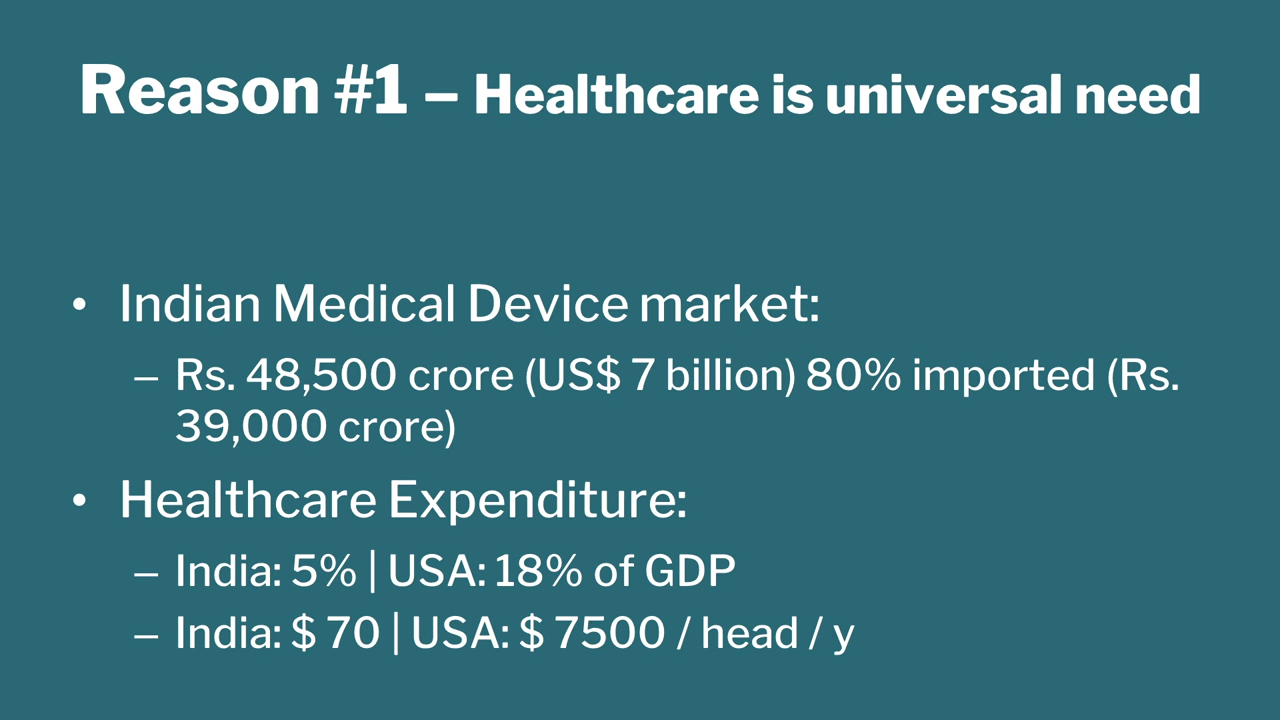 Reason #1 – Healthcare is universal need
• Indian Medical Device market:
– Rs. 48,500 crore (US$ 7 billion) 80% imported (Rs.
39,000 crore)
• Healthcare Expenditure:
– India: 5% | USA: 18% of GDP
– India: $ 70 | USA: $ 7500 / head / y